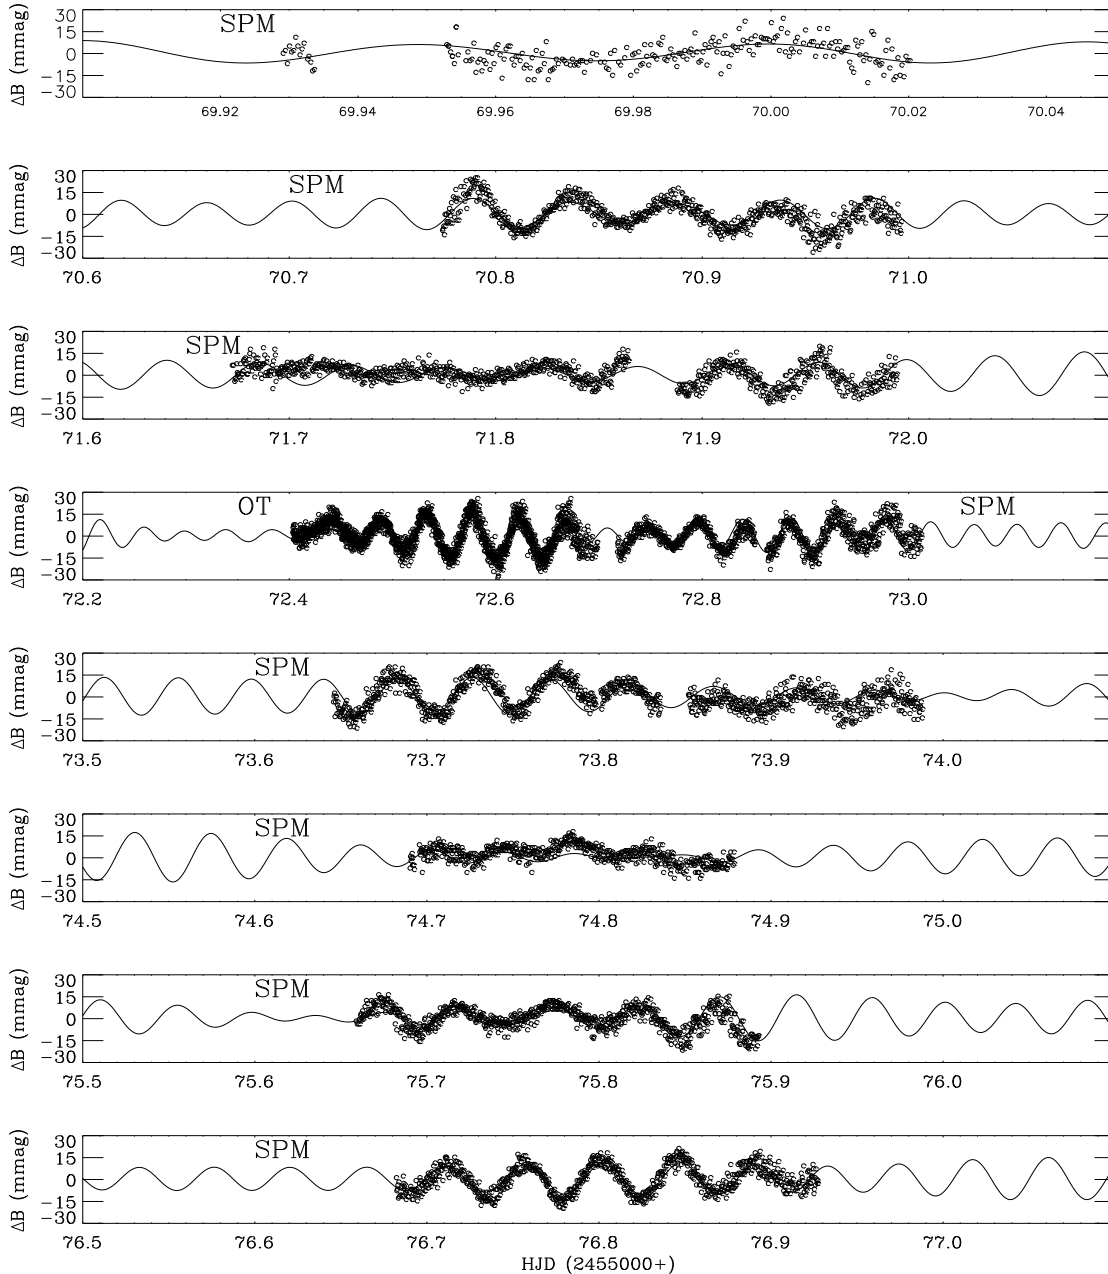 SPM
ΔB (mmag)
30
15
0
−15
−30
69.92 69.94 69.96 69.98 70.00 70.02 70.04
SPM
ΔB (mmag)
30
15
0
−15
−30
70.6 70.7 70.8 70.9 71.0
SPM
ΔB (mmag)
30
15
0
−15
−30
71.6 71.7 71.8 71.9 72.0
OT SPM
ΔB (mmag)
30
15
0
−15
−30
72.2 72.4 72.6 72.8 73.0
SPM
ΔB (mmag)
30
15
0
−15
−30
73.5 73.6 73.7 73.8 73.9 74.0
SPM
ΔB (mmag)
30
15
0
−15
−30
74.5 74.6 74.7 74.8 74.9 75.0
SPM
ΔB (mmag)
30
15
0
−15
−30
75.5 75.6 75.7 75.8 75.9 76.0
SPM
ΔB (mmag)
30
15
0
−15
−30
76.5 76.6 76.7 76.8 76.9 77.0
HJD (2455000+)